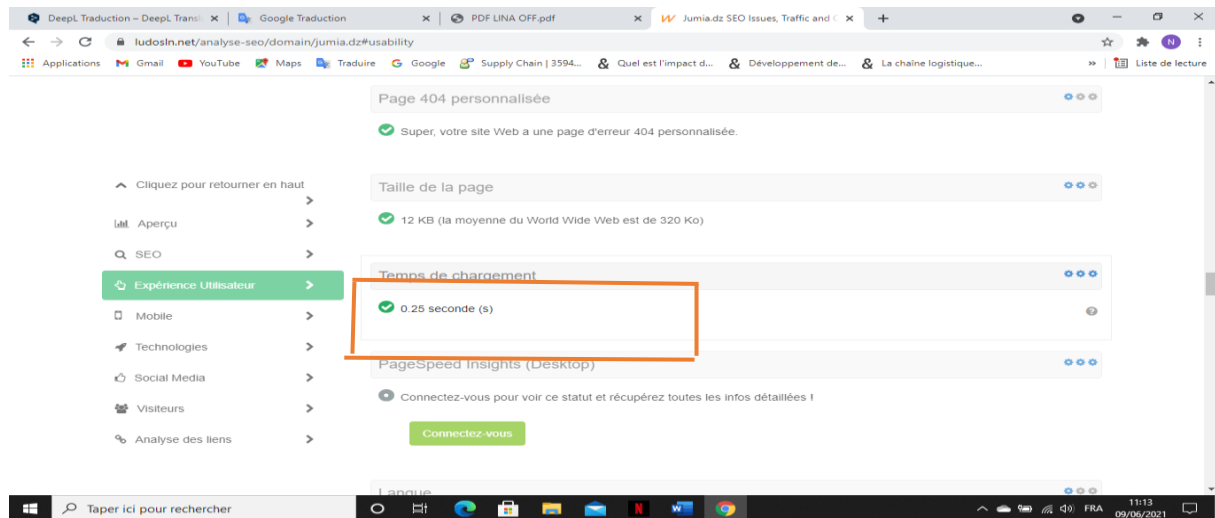 DeepL Traduction – DeepL Transl
Google Traduction
PDF LINA OFF.pdf
Jumia.dz SEO Issues, Traffic and
ludosln.net/analyse-seo/domain/jumia.dz#usability
N
Applications
Gmail
YouTube
Maps
Traduire
Google
Supply Chain | 3594...
Quel est l'impact d...
Développement de...
La chaîne logistique...
»
Liste de lecture
Page 404 personnalisée
Super, votre site Web a une page d'erreur 404 personnalisée.
Cliquez pour retourner en haut
Aperçu
SEO
Expérience Utilisateur
Mobile
Technologies
Social Media
Visiteurs
Analyse des liens
Taille de la page
12 KB (la moyenne du World Wide Web est de 320 Ko)
Temps de chargement
0.25 seconde (s)
PageSpeed Insights (Desktop)
Connectez-vous pour voir ce statut et récupérez toutes les infos détaillées !
Connectez-vous
Langue
Taper ici pour rechercher
FRA
11:13
09/06/2021